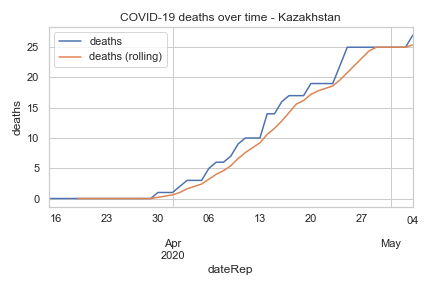 COVID-19 deaths over time - Kazakhstan
deaths
deaths (rolling)
25
20
15
10
5
0
deaths
16 23 30 06 13 20 27 04
Apr May
2020
dateRep